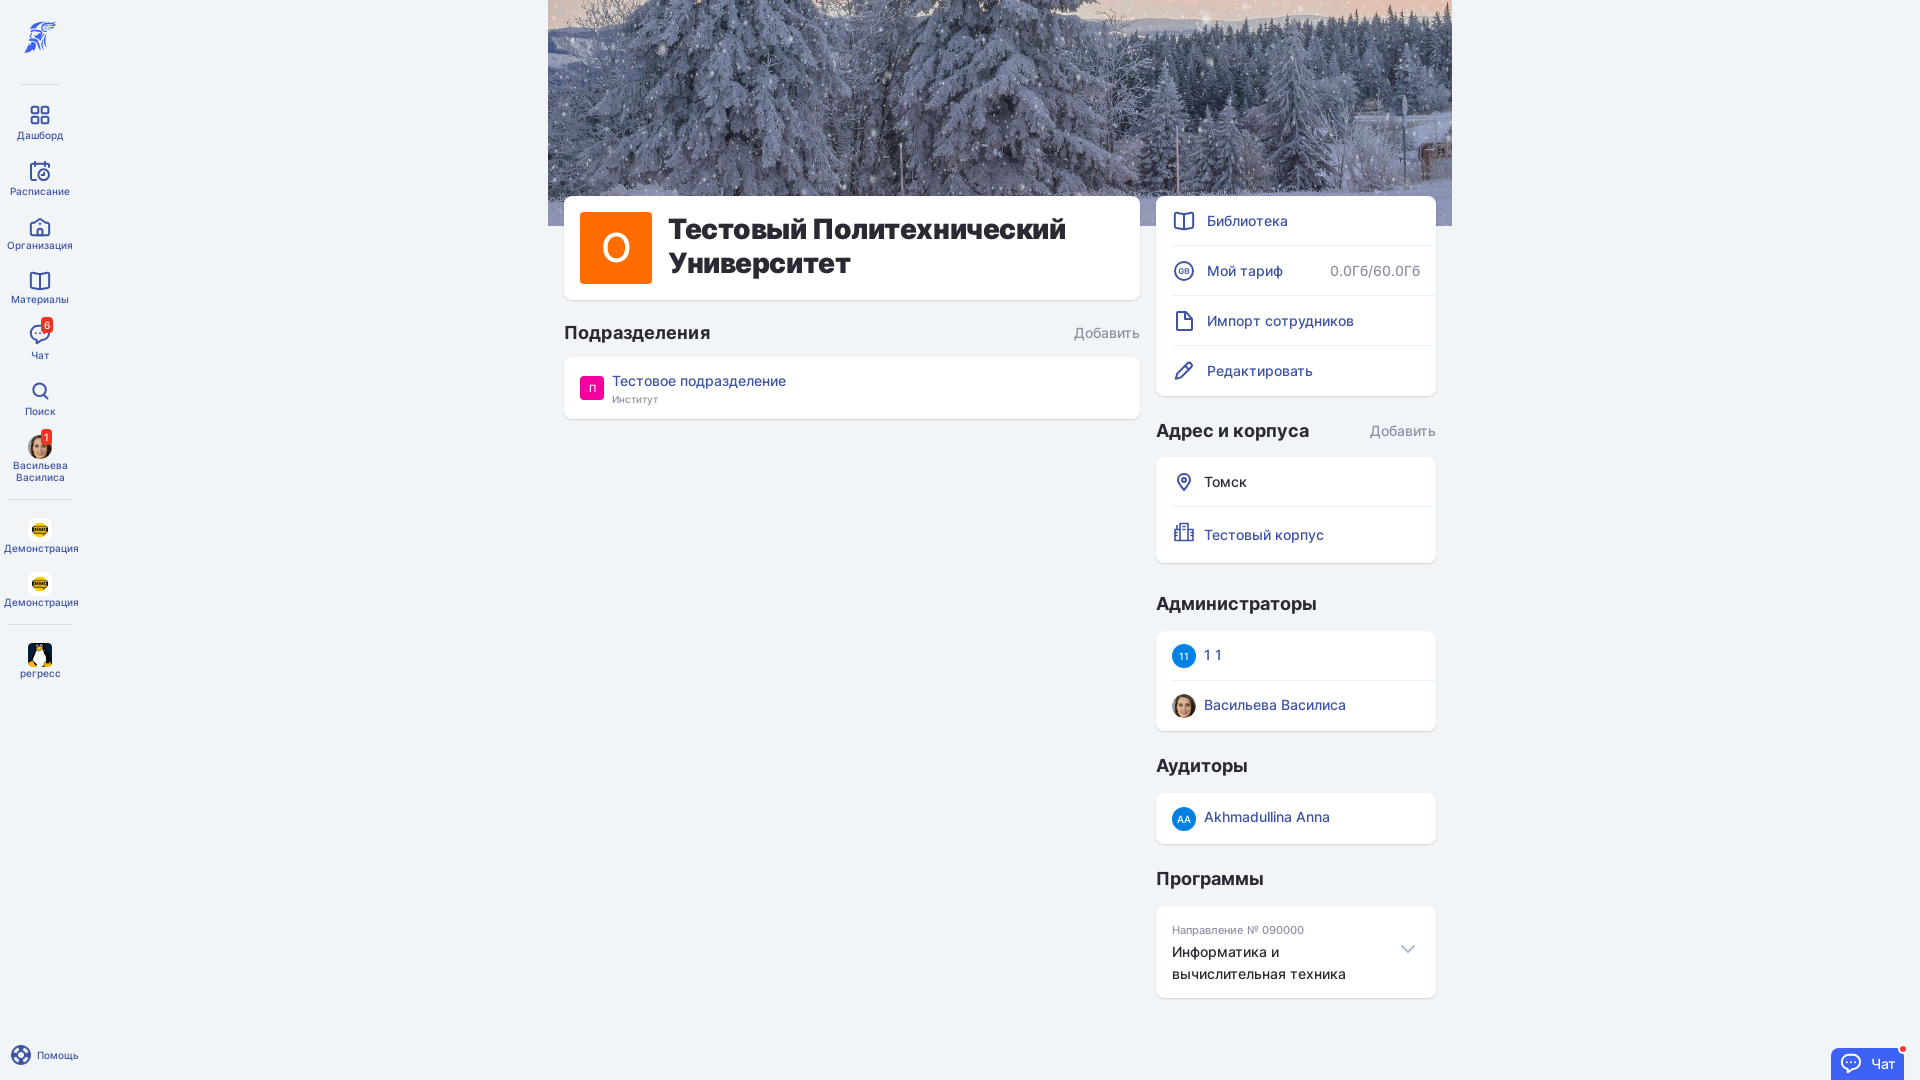 Дашборд
Расписание
Организация
Материалы
6
Чат
Поиск
1
Васильева
Василиса
DEMO
Демонстрация
DEMO
Демонстрация
регресс
Помощь
О
Тестовый Политехнический
Университет
Подразделения
Добавить
П
Тестовое подразделение
Институт
Библиотека
GB
Мой тариф
0.0Гб/60.0Гб
Импорт сотрудников
Редактировать
Адрес и корпуса
Добавить
Томск
Тестовый корпус
Администраторы
11
1 1
Васильева Василиса
Аудиторы
AA
Akhmadullina Anna
Программы
Направление № 090000
Информатика и
вычислительная техника
Чат